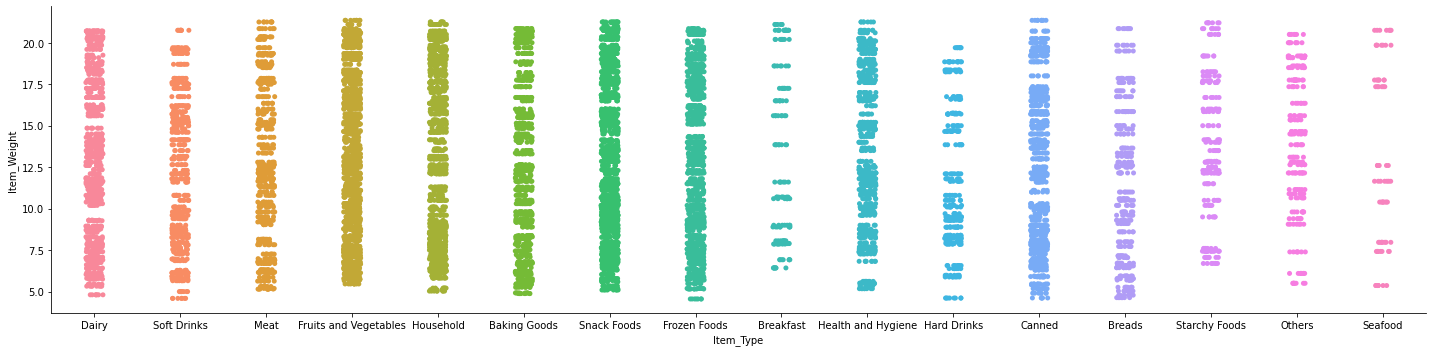 20.0
17.5
15.0
12.5
10.0
7.5
5.0
Item_Weight
Dairy
Soft Drinks
Meat
Fruits and Vegetables
Household
Baking Goods
Snack Foods
Frozen Foods
Breakfast
Health and Hygiene
Hard Drinks
Canned
Breads
Starchy Foods
Others
Seafood
Item_Type